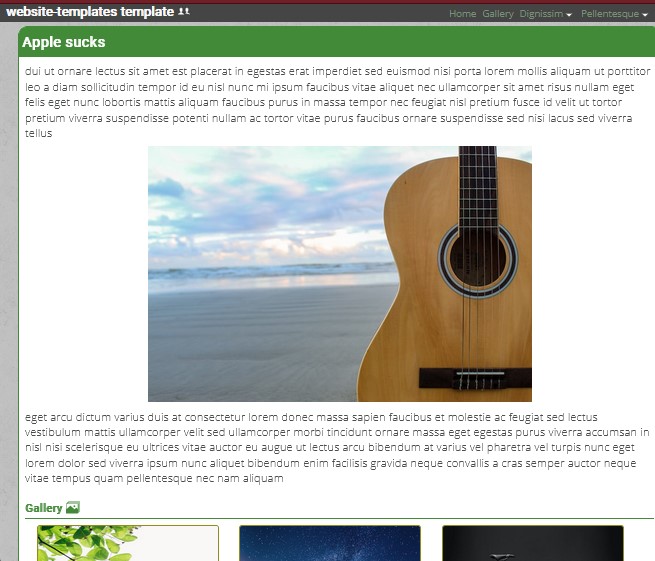 website-templates template
Home Gallery Dignissim Pellentesque
Apple sucks
dui ut ornare lectus sit amet est placerat in egestas erat imperdiet sed euismod nisi porta lorem mollis aliquam ut porttitor
leo a diam sollicitudin tempor id eu nisl nunc mi ipsum faucibus vitae aliquet nec ullamcorper sit amet risus nullam eget
felis eget nunc lobortis mattis aliquam faucibus purus in massa tempor nec feugiat nisl pretium fusce id velit ut tortor
pretium viverra suspendisse potenti nullam ac tortor vitae purus faucibus ornare suspendisse sed nisi lacus sed viverra
tellus
eget arcu dictum varius duis at consectetur lorem donec massa sapien faucibus et molestie ac feugiat sed lectus
vestibulum mattis ullamcorper velit sed ullamcorper morbi tincidunt ornare massa eget egestas purus viverra accumsan in
nisl nisi scelerisque eu ultrices vitae auctor eu augue ut lectus arcu bibendum at varius vel pharetra vel turpis nunc eget
lorem dolor sed viverra ipsum nunc aliquet bibendum enim facilisis gravida neque convallis a cras semper auctor neque
vitae tempus quam pellentesque nec nam aliquam
Gallery